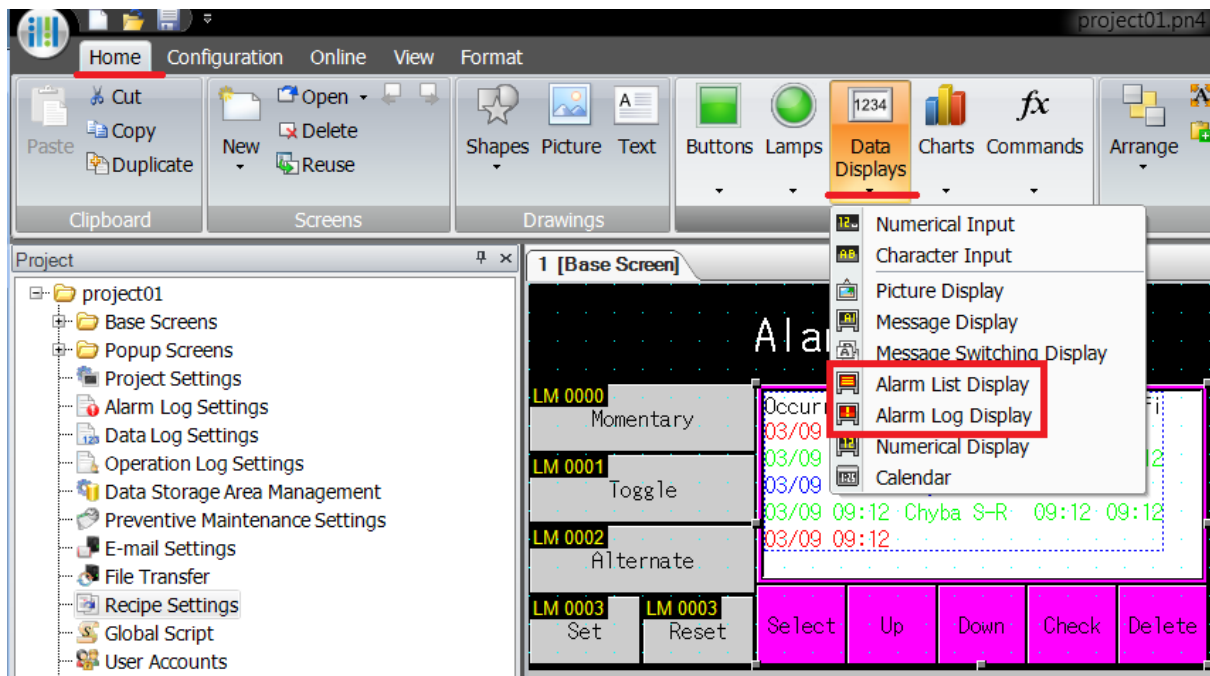 project01.pn4
Home Configuration Online View Format
Cut
Copy
Duplicate
Paste
Clipboard
New
Open
Delete
Reuse
Screens
Shapes Picture Text
Drawings
Buttons Lamps Data Displays Charts Commands
1234
Arrange
Numerical Input
Character Input
Picture Display
Message Display
Message Switching Display
Alarm List Display
Alarm Log Display
Numerical Display
Calendar
Project
project01
Base Screens
Popup Screens
Project Settings
Alarm Log Settings
Data Log Settings
Operation Log Settings
Data Storage Area Management
Preventive Maintenance Settings
E-mail Settings
File Transfer
Recipe Settings
Global Script
User Accounts
1 [Base Screen]
LM 0000
Momentary
LM 0001
Toggle
LM 0002
Alternate
LM 0003 LM 0003
Set Reset
03/09
03/09
03/09
03/09 09:12 Chyba S-R 09:12 09:12
03/09 09:12
Select Up Down Check Delete